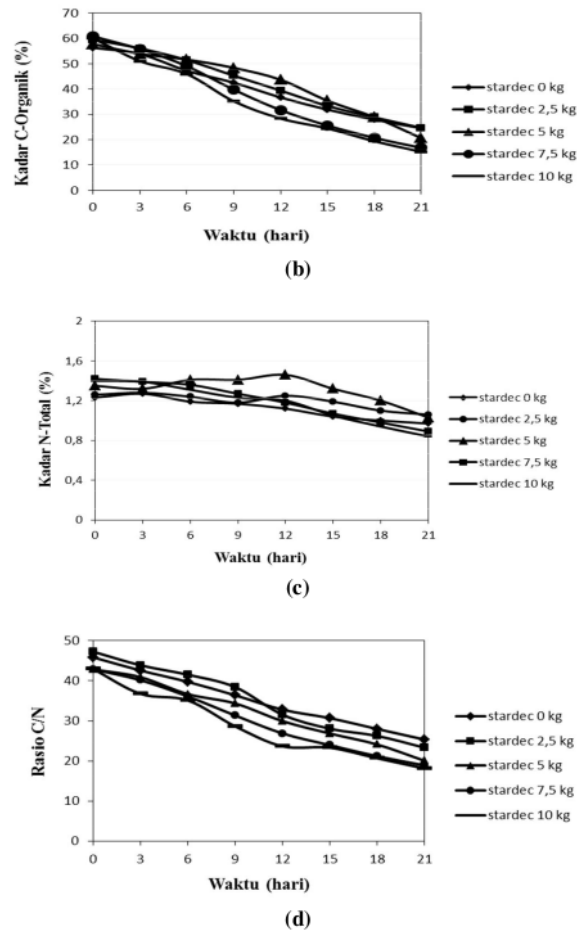 Kadar C-Organik (%)
70
60
50
40
30
20
10
0
0 3 6 9 12 15 18 21
Waktu (hari)
stardec 0 kg
stardec 2,5 kg
stardec 5 kg
stardec 7,5 kg
stardec 10 kg
(b)
Kadar N-Total (%)
2
1,6
1,2
0,8
0,4
0
0 3 6 9 12 15 18 21
Waktu (hari)
stardec 0 kg
stardec 2,5 kg
stardec 5 kg
stardec 7,5 kg
stardec 10 kg
(c)
Rasio C/N
50
40
30
20
10
0
0 3 6 9 12 15 18 21
Waktu (hari)
stardec 0 kg
stardec 2,5 kg
stardec 5 kg
stardec 7,5 kg
stardec 10 kg
(d)